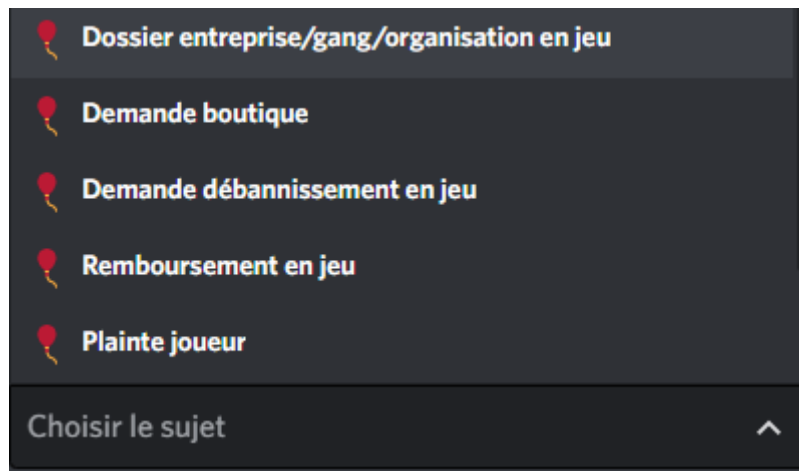 Dossier entreprise/gang/organisation en jeu
Demande boutique
Demande débannissement en jeu
Remboursement en jeu
Plainte joueur
Choisir le sujet